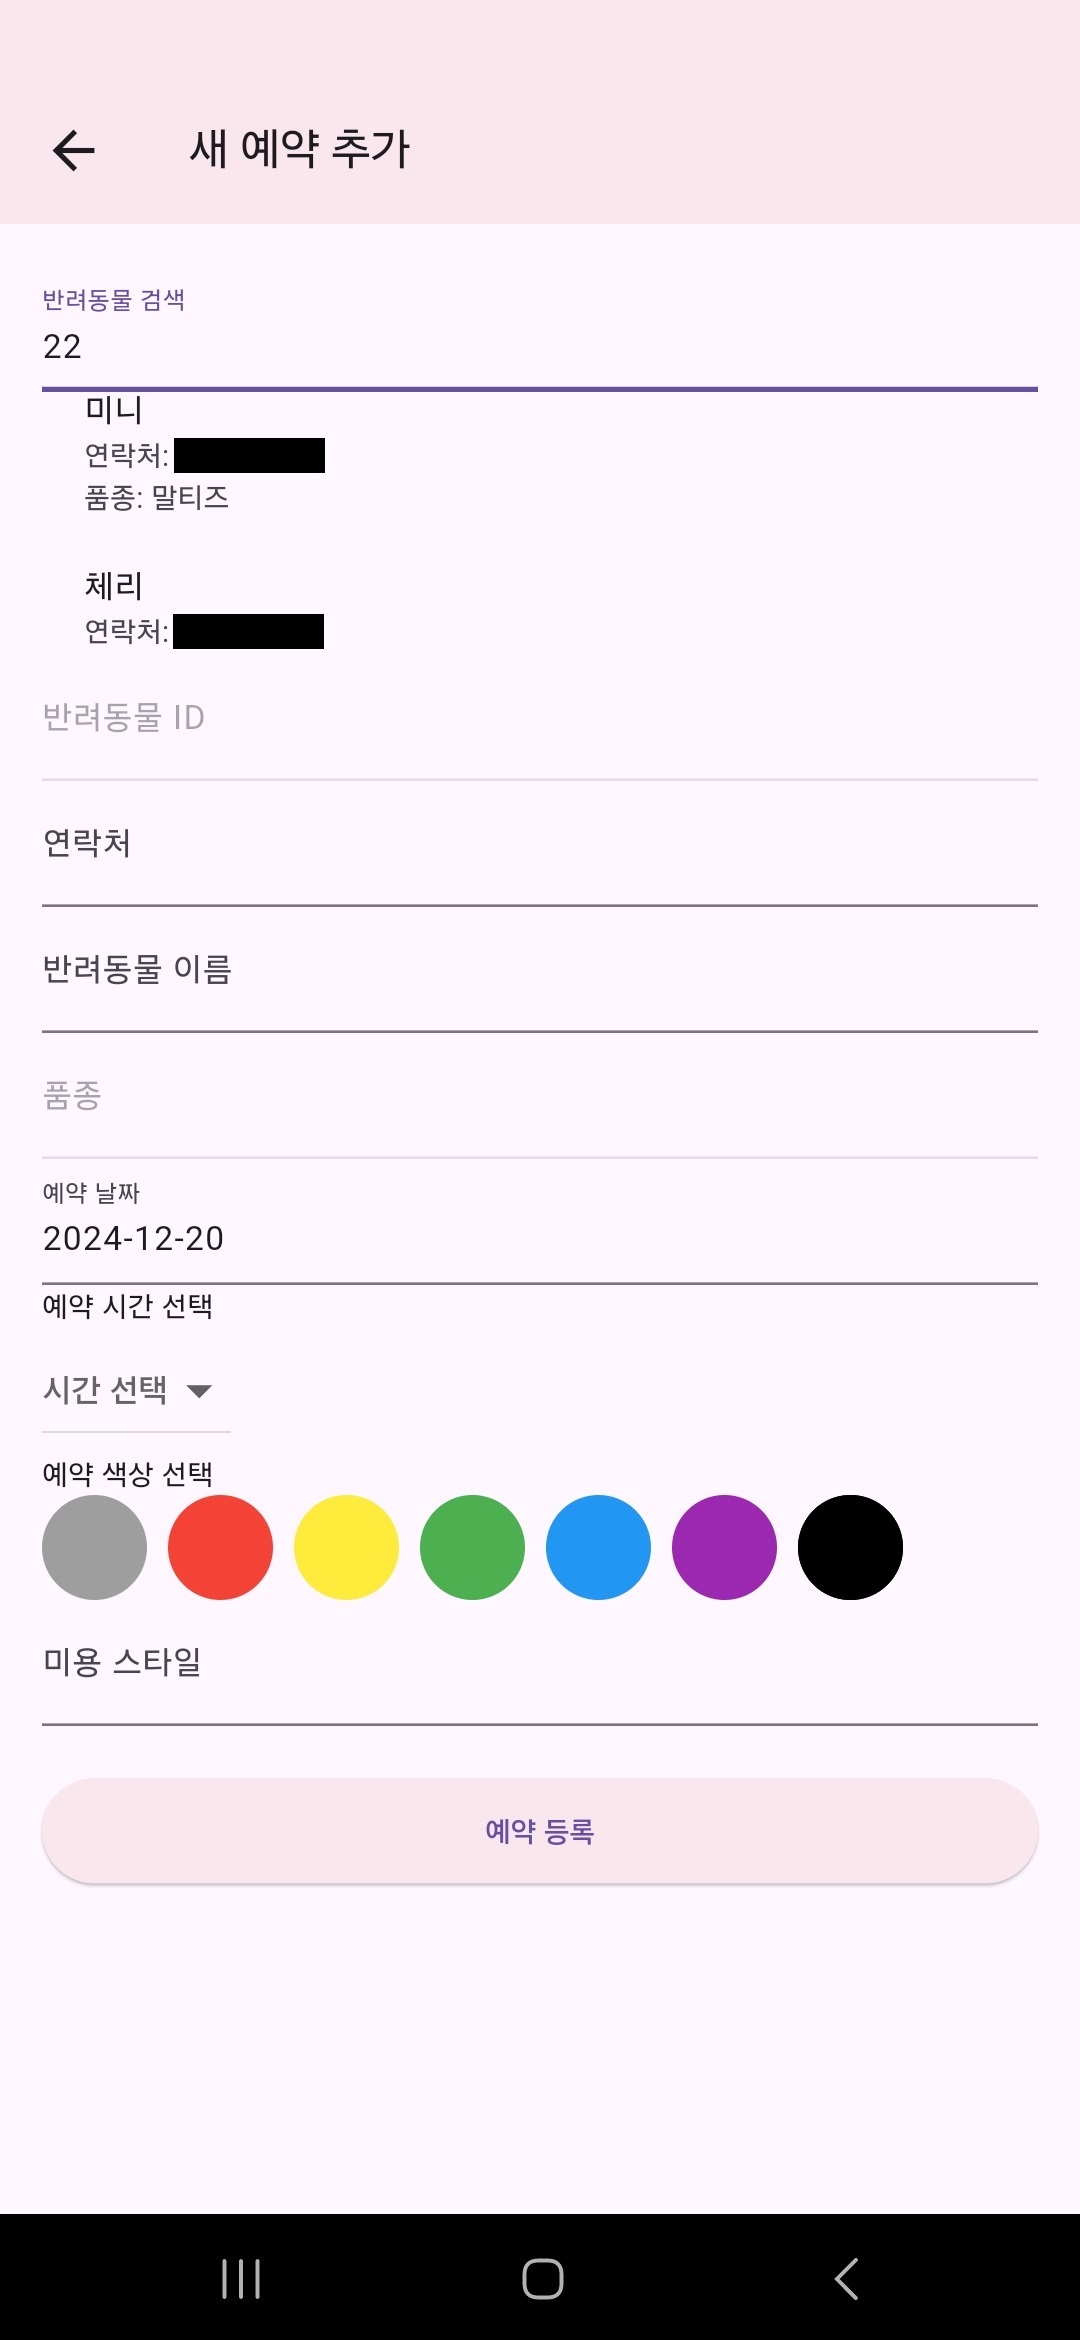 새 예약 추가
반려동물 검색
22
미니
연락처:
품종: 말티즈
체리
연락처:
반려동물 ID
연락처
반려동물 이름
품종
예약 날짜
2024-12-20
예약 시간 선택
시간 선택
예약 색상 선택
미용 스타일
예약 등록